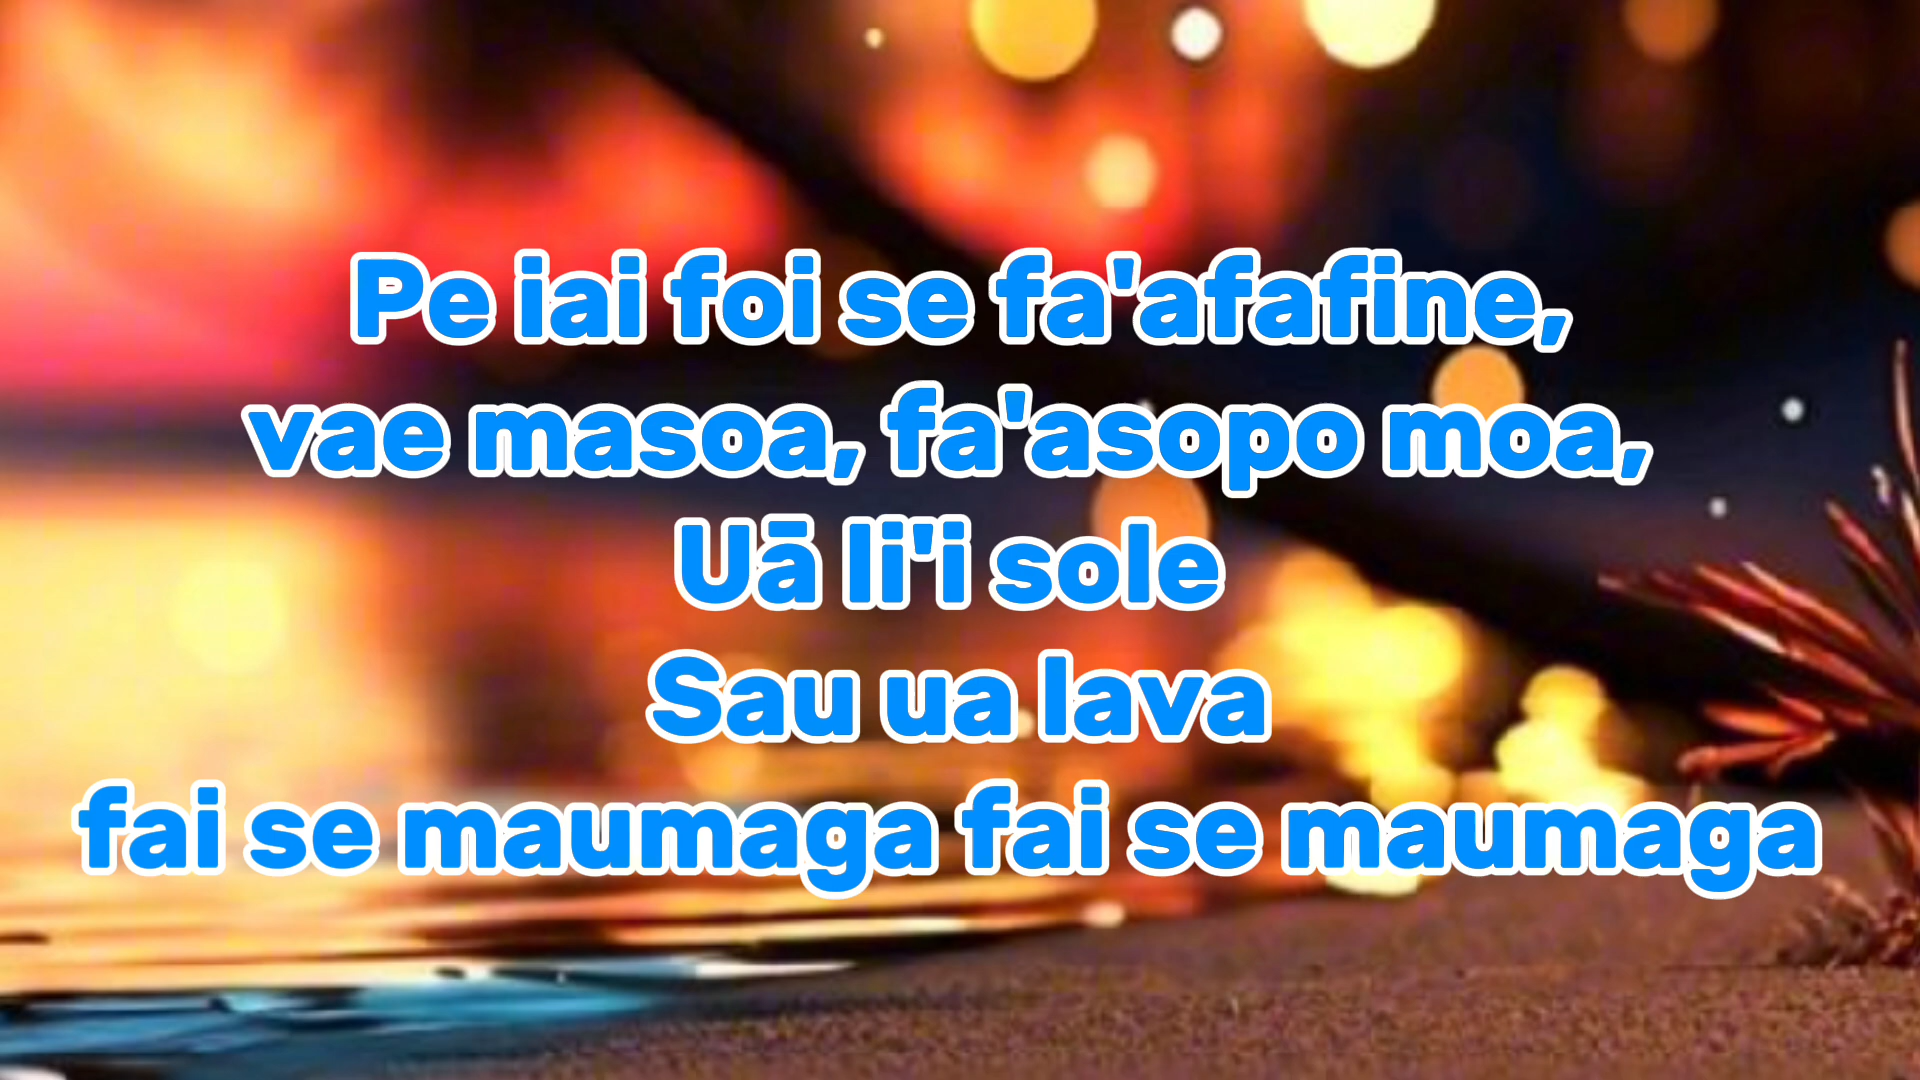 Pe iai foi se fa'afafine,
vae masoa, fa'asopo moa,
Uā li'i sole
Sau ua lava
fai se maumaga fai se maumaga